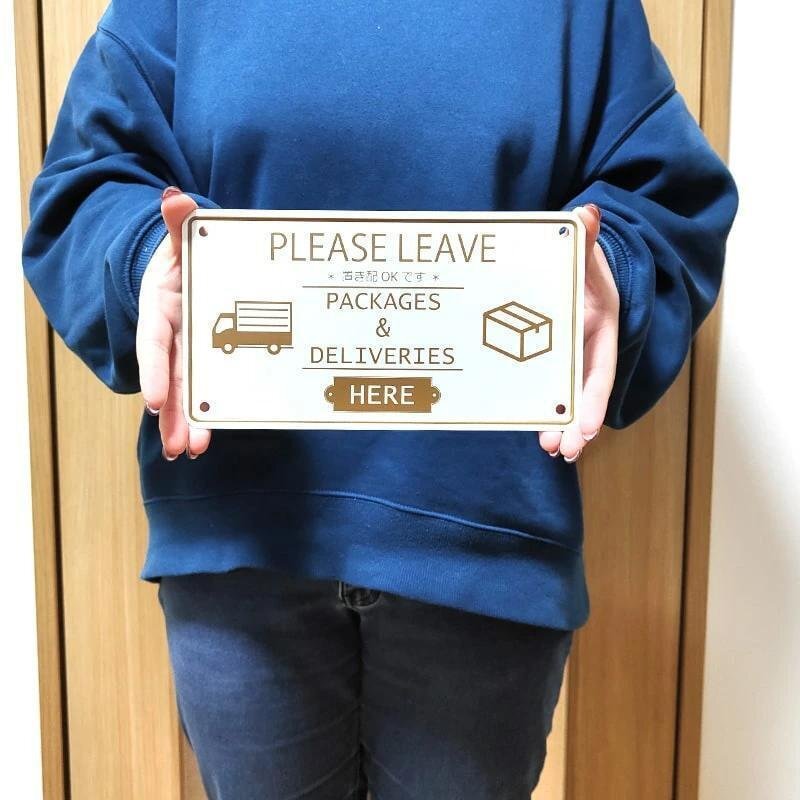 PLEASE LEAVE
* 置き配 OK です *
PACKAGES
&
DELIVERIES
HERE